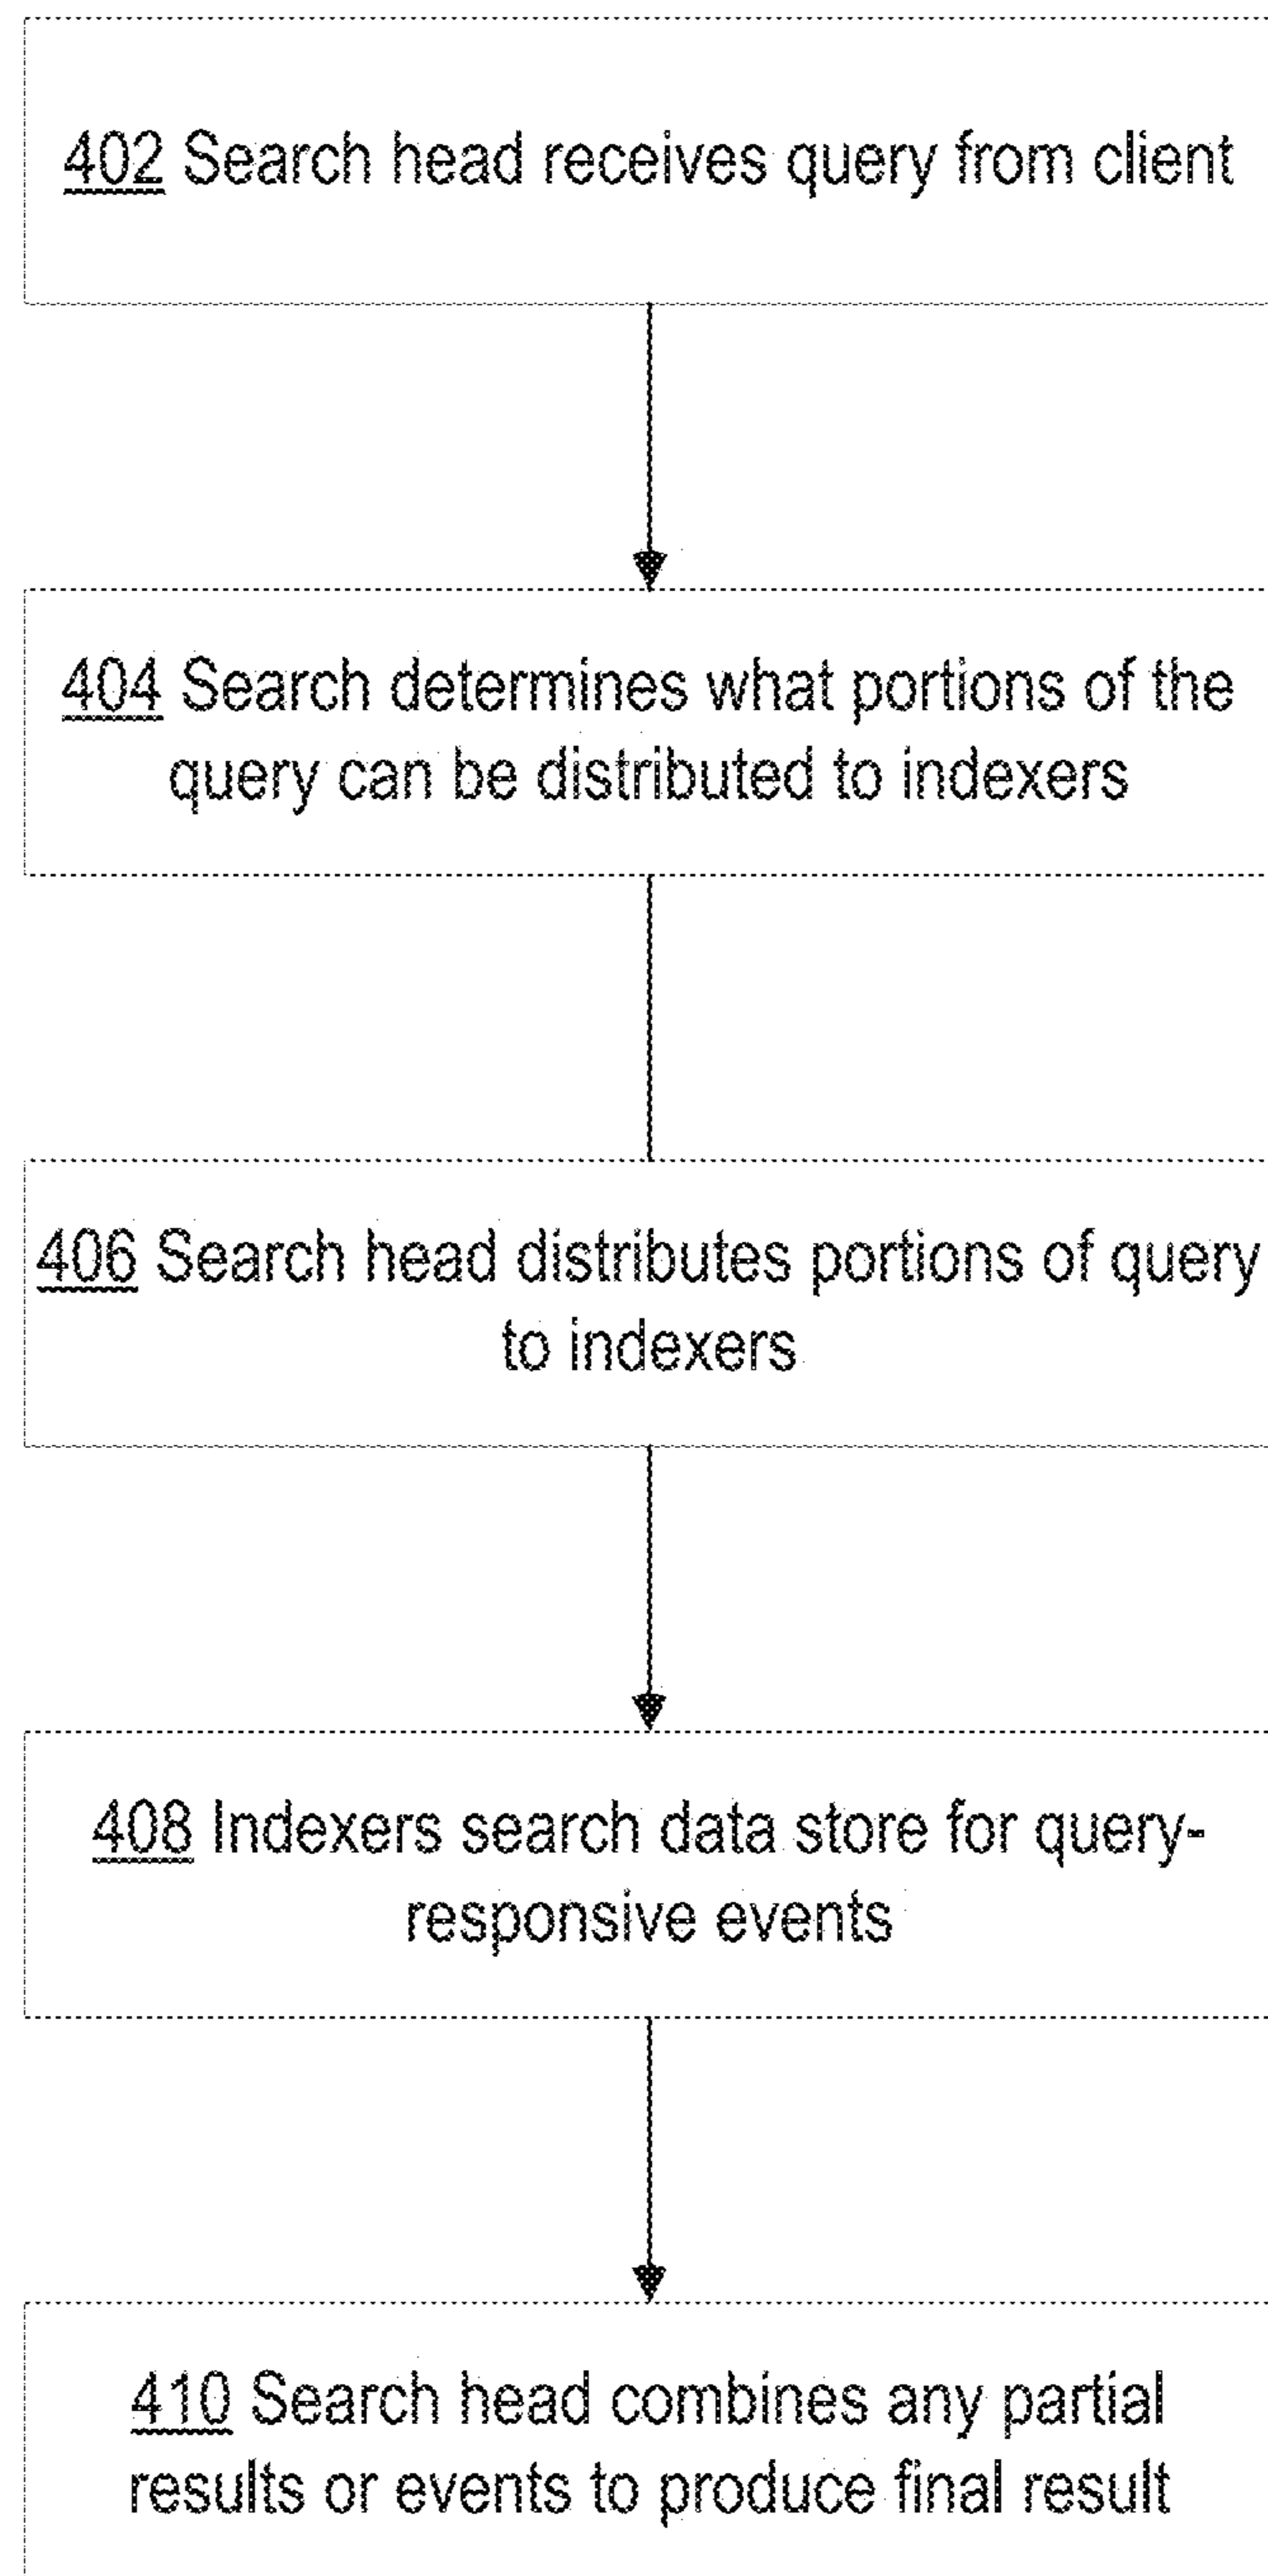 402 Search head receives query from client
404 Search determines what portions of the
query can be distributed to indexers
406 Search head distributes portions of query
to indexers
408 Indexers search data store for query-
responsive events
410 Search head combines any partial
results or events to produce final result